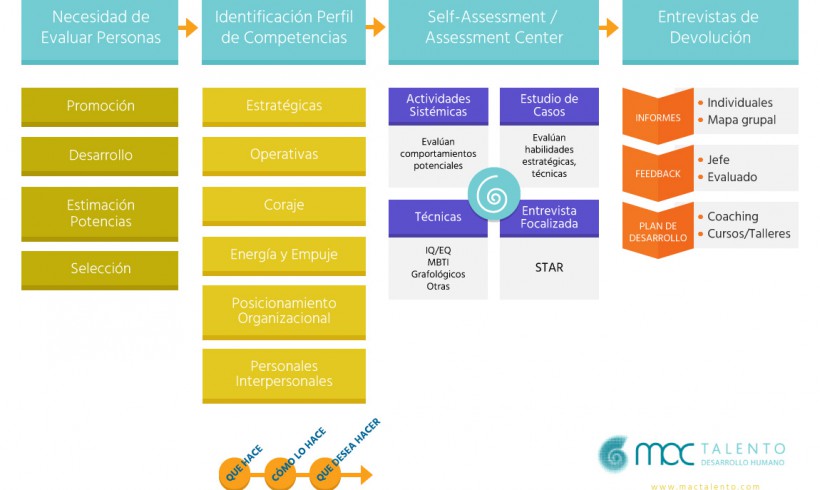 Necesidad de
Evaluar Personas
Identificación Perfil
de Competencias
Self-Assessment /
Assessment Center
Entrevistas de
Devolución
Promoción
Desarrollo
Estimación
Potencias
Selección
Estratégicas
Operativas
Coraje
Energía y Empuje
Posicionamiento
Organizacional
Personales
Interpersonales
Actividades
Sistémicas
Evalúan
comportamientos
potenciales
Estudio de
Casos
Evalúan
habilidades
estratégicas,
técnicas
Técnicas
IQ/EQ
MBTI
Grafológicos
Otras
Entrevista
Focalizada
STAR
INFORMES
• Individuales
• Mapa grupal
FEEDBACK
• Jefe
• Evaluado
PLAN DE
DESARROLLO
• Coaching
• Cursos/Talleres
QUE HACE
CÓMO LO HACE
QUE DESEA HACER
mac TALENTO
DESARROLLO HUMANO
www.mactalento.com